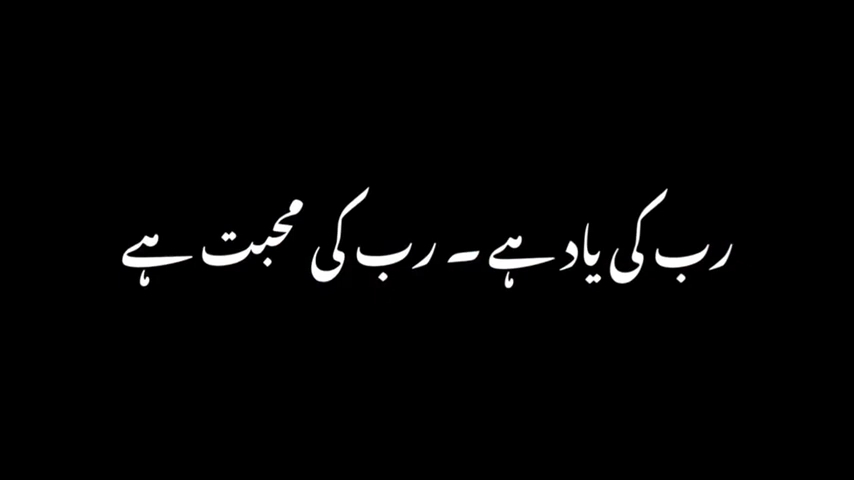 رب کی یاد ہے ۔ رب کی محبت ہے